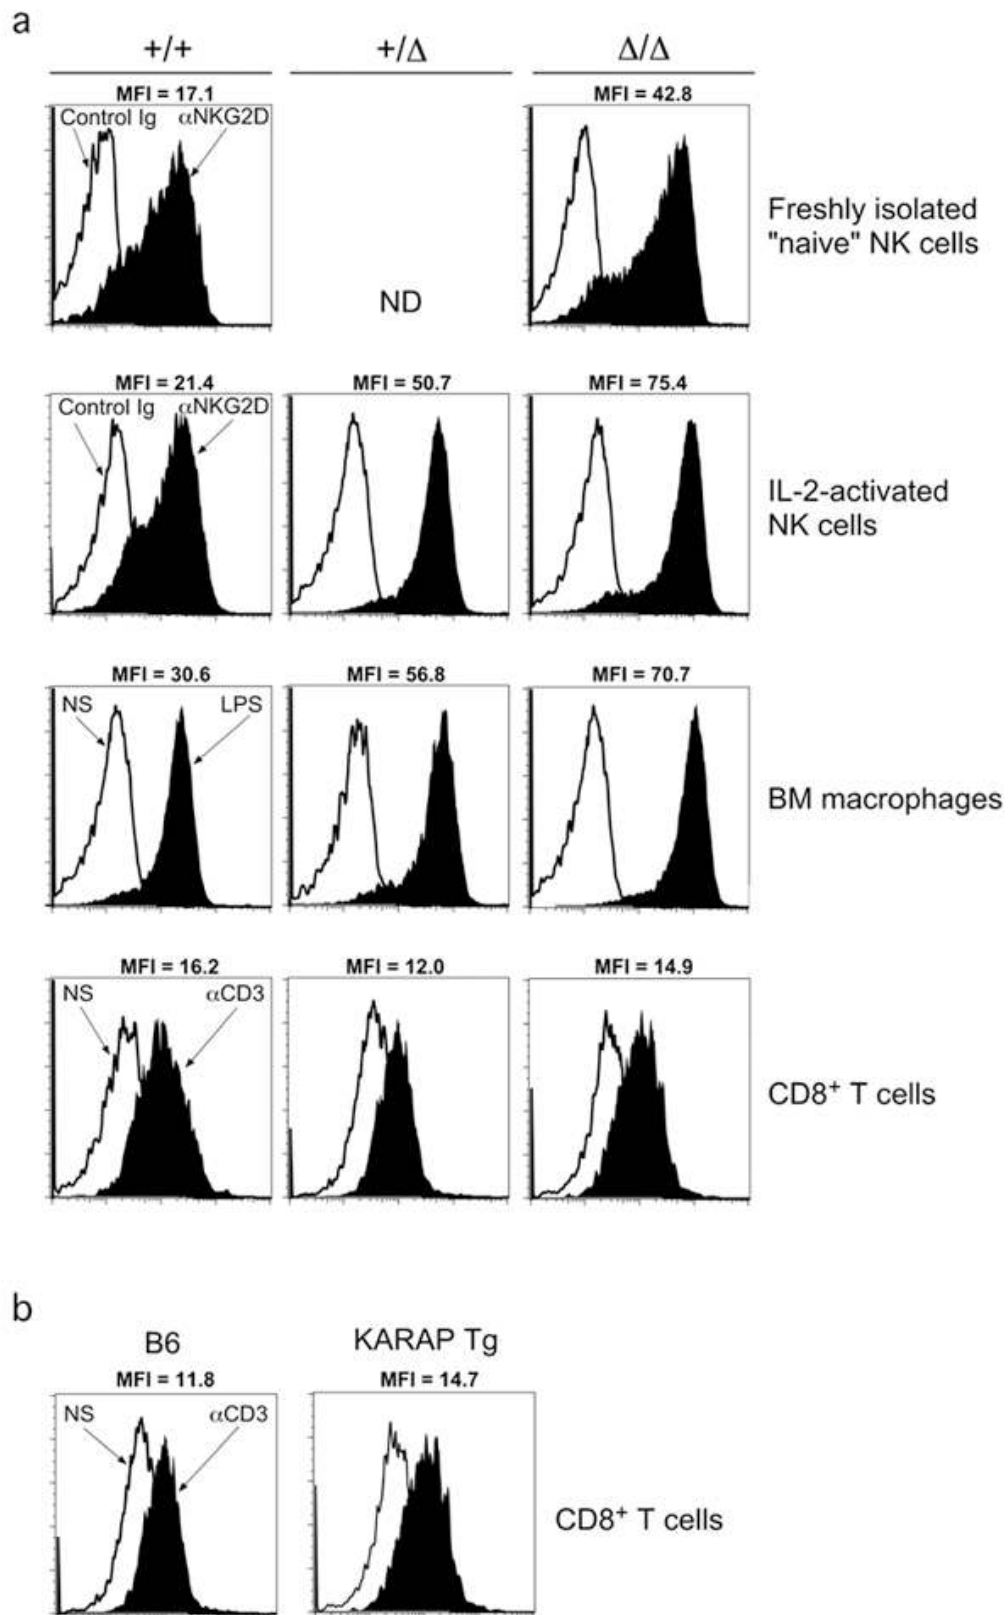 a
+/+ +/Δ Δ/Δ
MFI = 17.1 MFI = 42.8
Control Ig αNKG2D
Freshly isolated
"naive" NK cells
ND
MFI = 21.4 MFI = 50.7 MFI = 75.4
Control Ig αNKG2D
IL-2-activated
NK cells
MFI = 30.6 MFI = 56.8 MFI = 70.7
NS LPS
BM macrophages
MFI = 16.2 MFI = 12.0 MFI = 14.9
NS αCD3
CD8⁺ T cells
b
B6 KARAP Tg
MFI = 11.8 MFI = 14.7
NS αCD3
CD8⁺ T cells